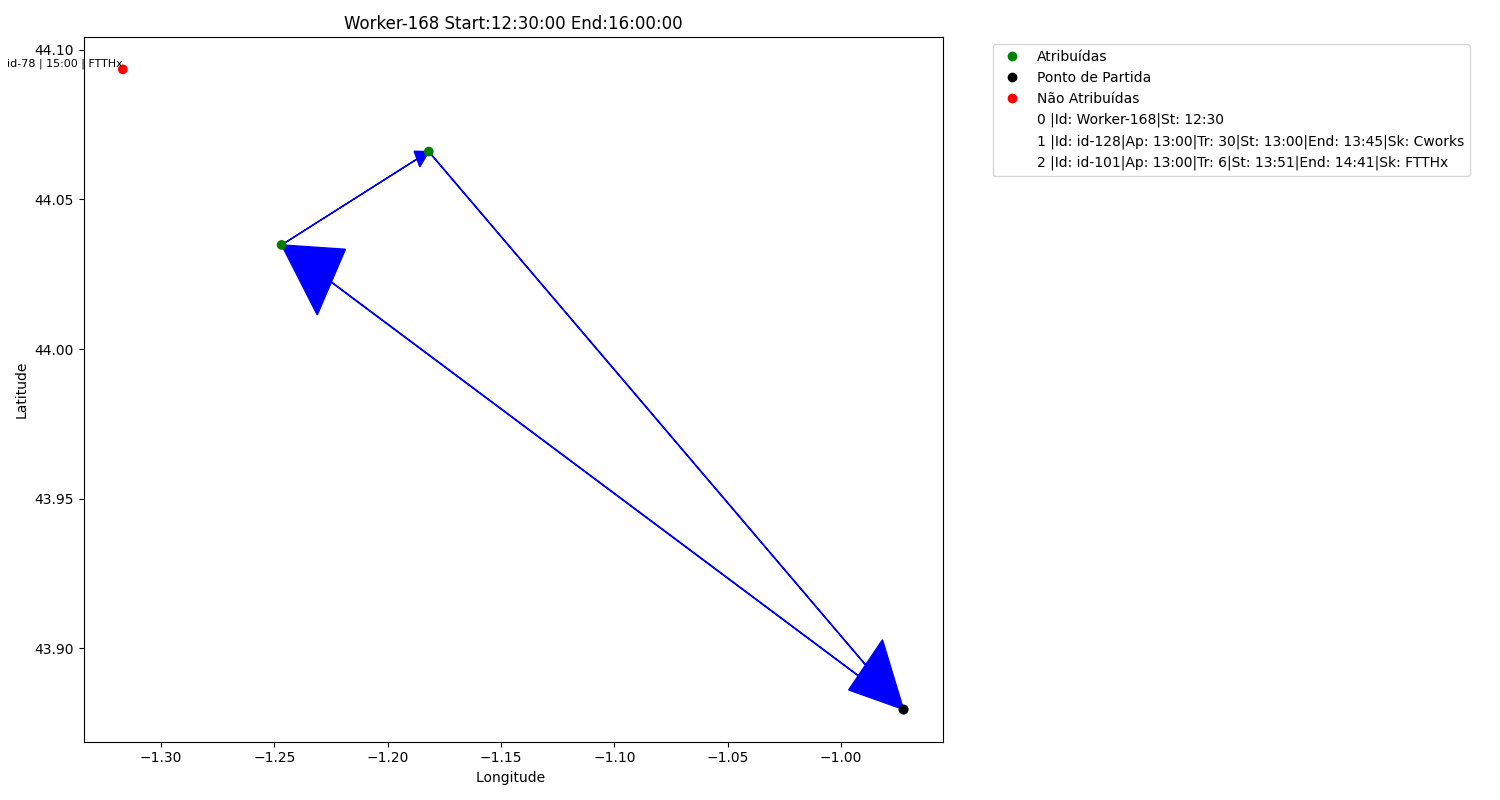 Worker-168 Start:12:30:00 End:16:00:00
44.10
44.05
44.00
43.95
43.90
Latitude
id-78 | 15:00 | FTTHx
−1.30
−1.25
−1.20
−1.15
−1.10
−1.05
−1.00
Longitude
Atribuídas
Ponto de Partida
Não Atribuídas
0 |Id: Worker-168|St: 12:30
1 |Id: id-128|Ap: 13:00|Tr: 30|St: 13:00|End: 13:45|Sk: Cworks
2 |Id: id-101|Ap: 13:00|Tr: 6|St: 13:51|End: 14:41|Sk: FTTHx